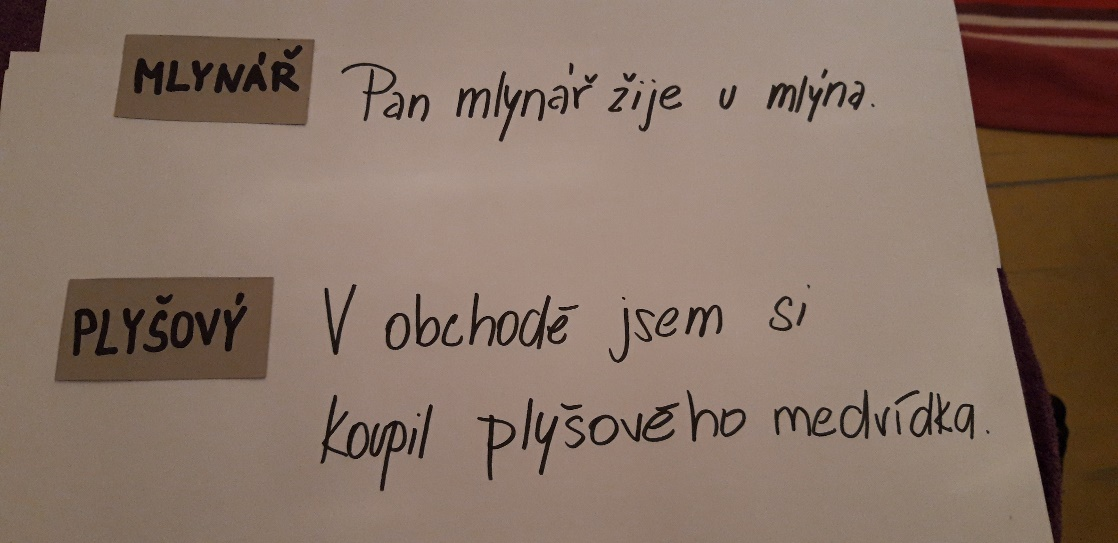 MLYNÁŘ Pan mlynář žije u mlýna.
PLYŠOVÝ V obchodě jsem si
koupil plyšového medvídka.